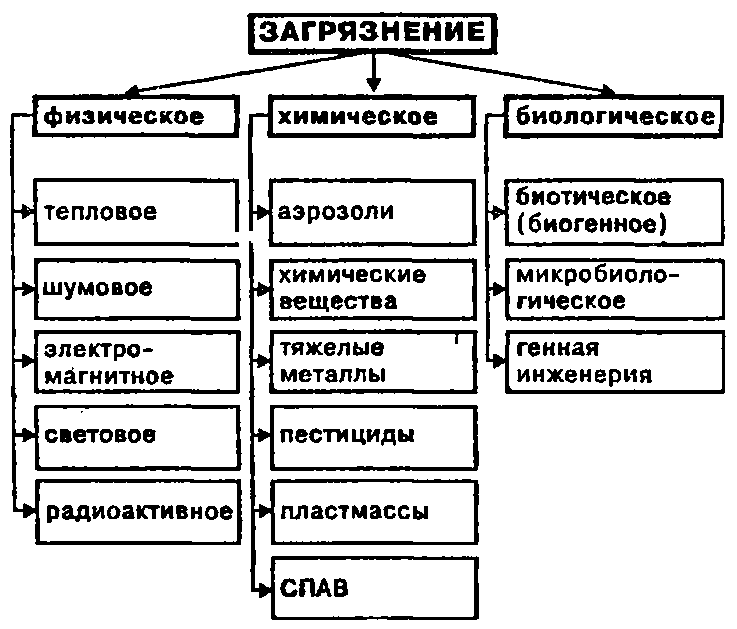 ЗАГРЯЗНЕНИЕ
физическое
химическое
биологическое
тепловое
шумовое
электро-
магнитное
световое
радиоактивное
аэрозоли
химические
вещества
тяжелые
металлы
пестициды
пластмассы
СПАВ
биотическое
(биогенное)
микробиоло-
гическое
генная
инженерия